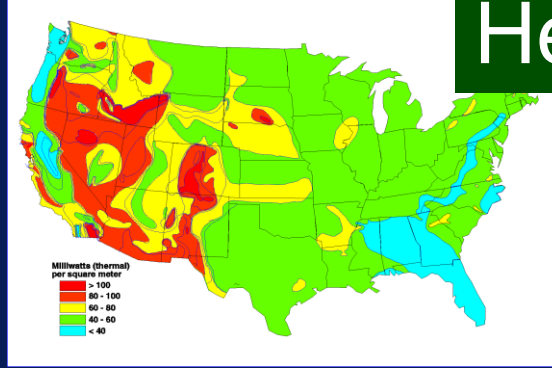 He
Milliwatts (thermal)
per square meter
> 100
80 - 100
60 - 80
40 - 60
< 40